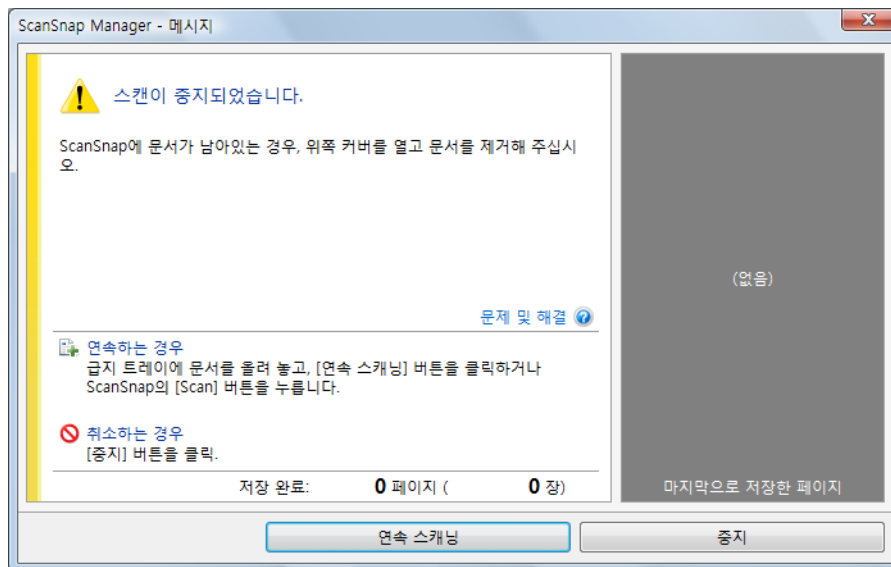 ScanSnap Manager - 메시지
스캔이 중지되었습니다.
ScanSnap에 문서가 남아있는 경우, 위쪽 커버를 열고 문서를 제거해 주십시
오.
(없음)
문제 및 해결
연속하는 경우
급지 트레이에 문서를 올려 놓고, [연속 스캐닝] 버튼을 클릭하거나
ScanSnap의 [Scan] 버튼을 누릅니다.
취소하는 경우
[중지] 버튼을 클릭.
저장 완료: 0 페이지 ( 0 장)
마지막으로 저장한 페이지
연속 스캐닝
중지